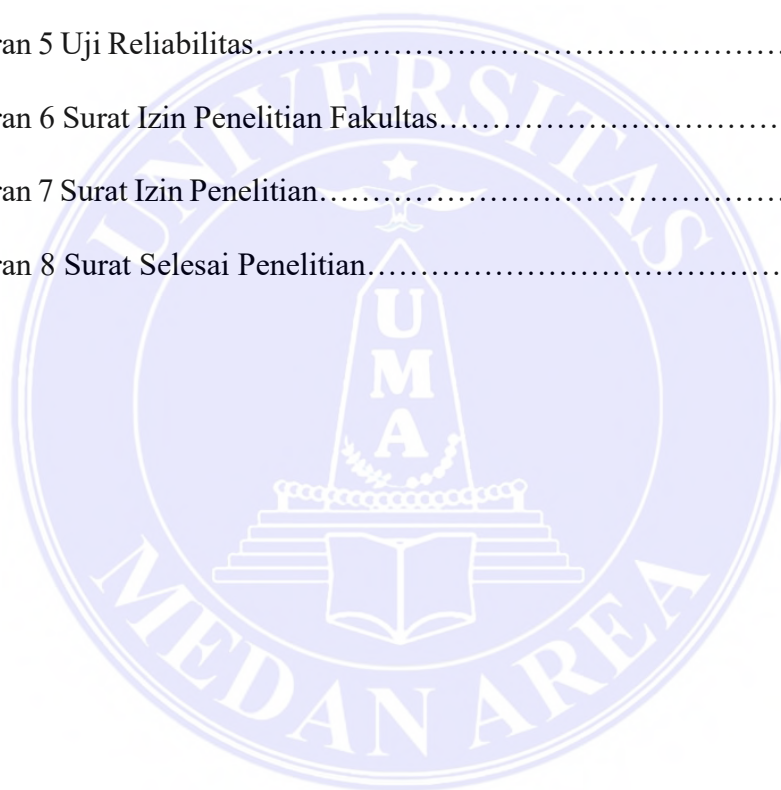 ran 5 Uji Reliabilitas……………………………………………………
ran 6 Surat Izin Penelitian Fakultas……………………………
ran 7 Surat Izin Penelitian……………………………………………
ran 8 Surat Selesai Penelitian………………………………………
UNIVERSITAS
UMA
MEDAN AREA